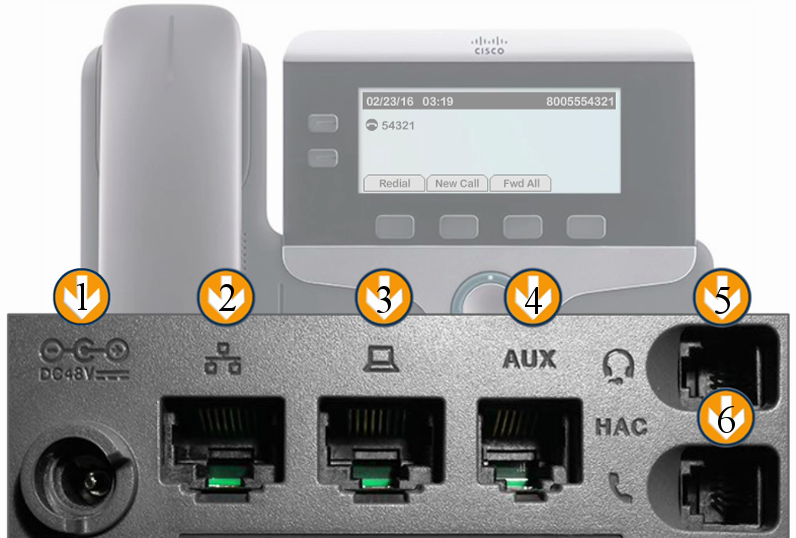 CISCO
02/23/16 03:19 8005554321
54321
Redial New Call Fwd All
1 2 3 4 5
DC48V
AUX
6
HAC